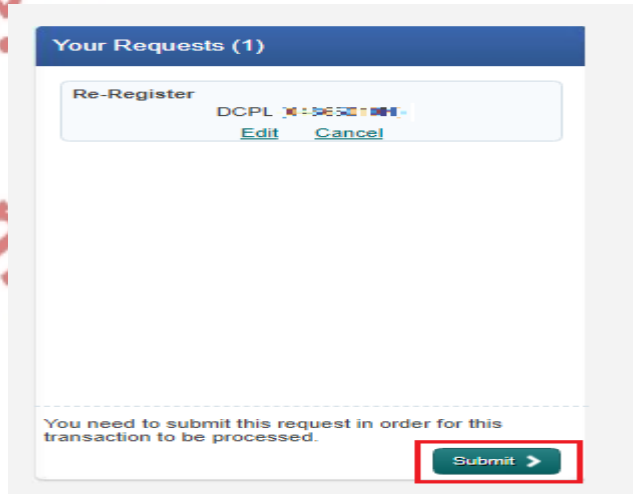 Your Requests (1)
Re-Register
DCPL
Edit Cancel
You need to submit this request in order for this
transaction to be processed.
Submit